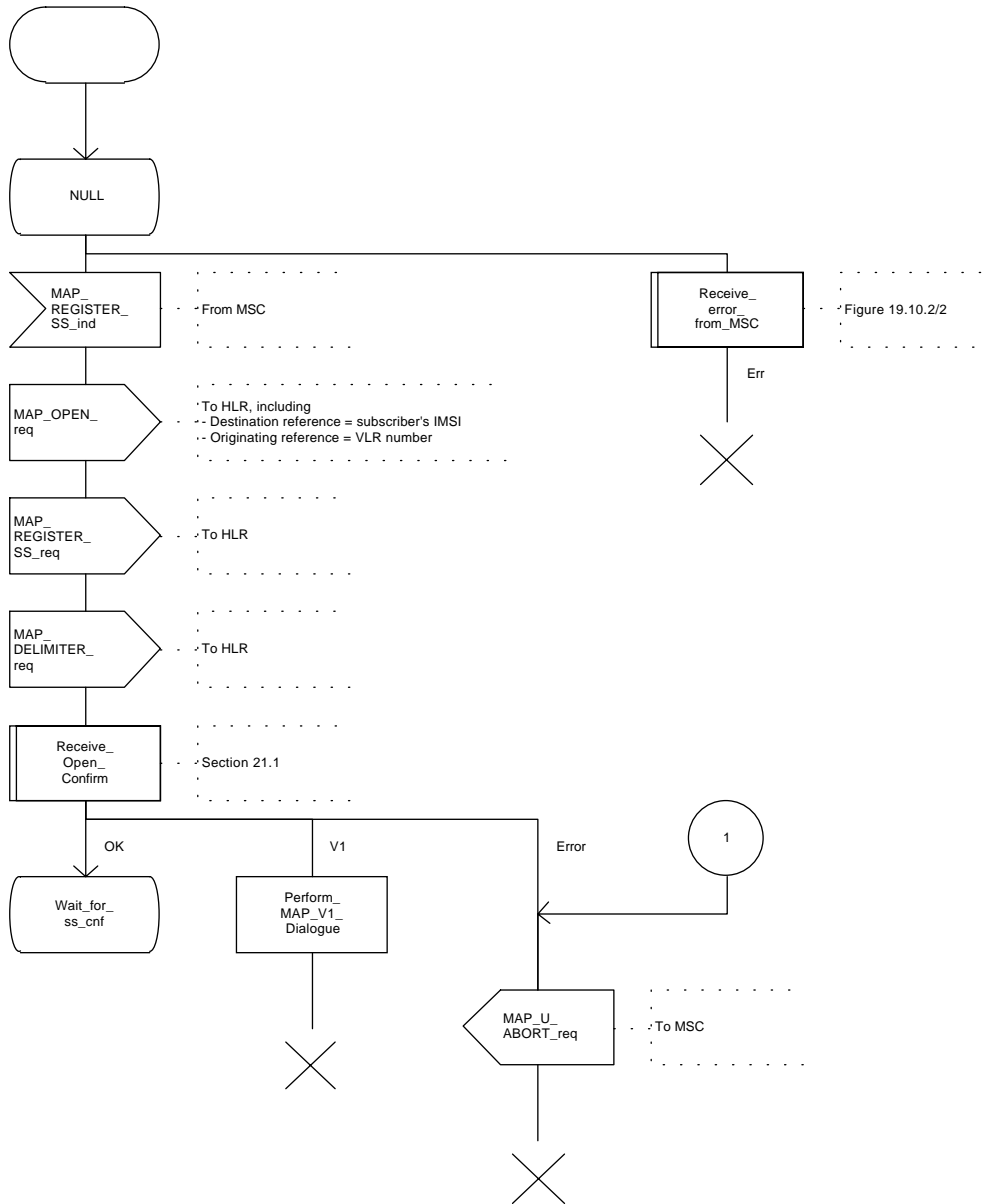 NULL
MAP_
REGISTER_
SS_ind
From MSC
Receive_
error_
from_MSC
Figure 19.10.2/2
Err
MAP_OPEN_
req
To HLR, including
- Destination reference = subscriber's IMSI
- Originating reference = VLR number
MAP_
REGISTER_
SS_req
To HLR
MAP_
DELIMITER_
req
To HLR
Receive_
Open_
Confirm
Section 21.1
OK
V1
Error
1
Wait_for_
ss_cnf
Perform_
MAP_V1_
Dialogue
MAP_U_
ABORT_req
To MSC